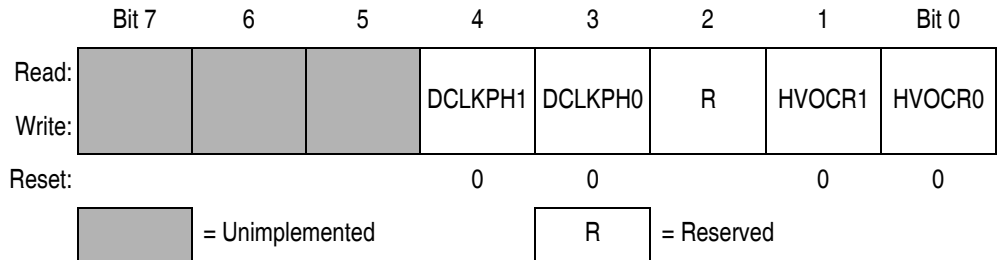 Bit 7 6 5 4 3 2 1 Bit 0
Read:
DCLKPH1 DCLKPH0 R HVOCR1 HVOCR0
Write:
Reset: 0 0 0 0
= Unimplemented R = Reserved